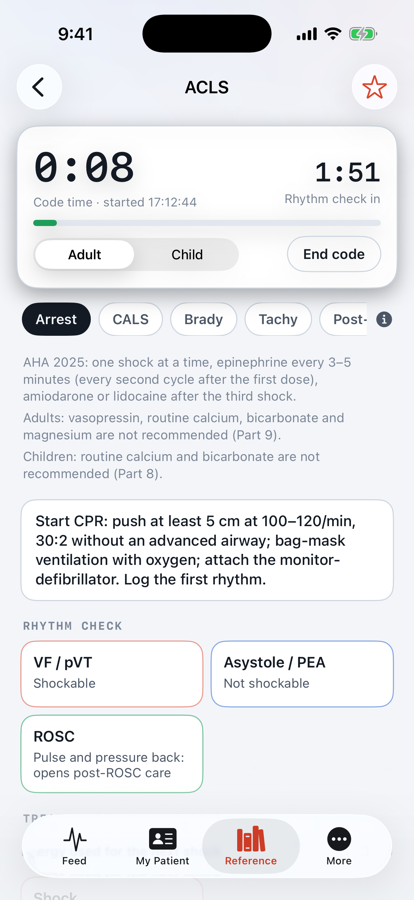 9:41
ACLS
0:08
1:51
Code time · started 17:12:44
Rhythm check in
Adult
Child
End code
Arrest
CALS
Brady
Tachy
Post-
AHA 2025: one shock at a time, epinephrine every 3–5
minutes (every second cycle after the first dose),
amiodarone or lidocaine after the third shock.
Adults: vasopressin, routine calcium, bicarbonate and
magnesium are not recommended (Part 9).
Children: routine calcium and bicarbonate are not
recommended (Part 8).
Start CPR: push at least 5 cm at 100–120/min,
30:2 without an advanced airway; bag-mask
ventilation with oxygen; attach the monitor-
defibrillator. Log the first rhythm.
RHYTHM CHECK
VF / pVT
Shockable
Asystole / PEA
Not shockable
ROSC
Pulse and pressure back:
opens post-ROSC care
Feed
My Patient
Reference
More
Shock